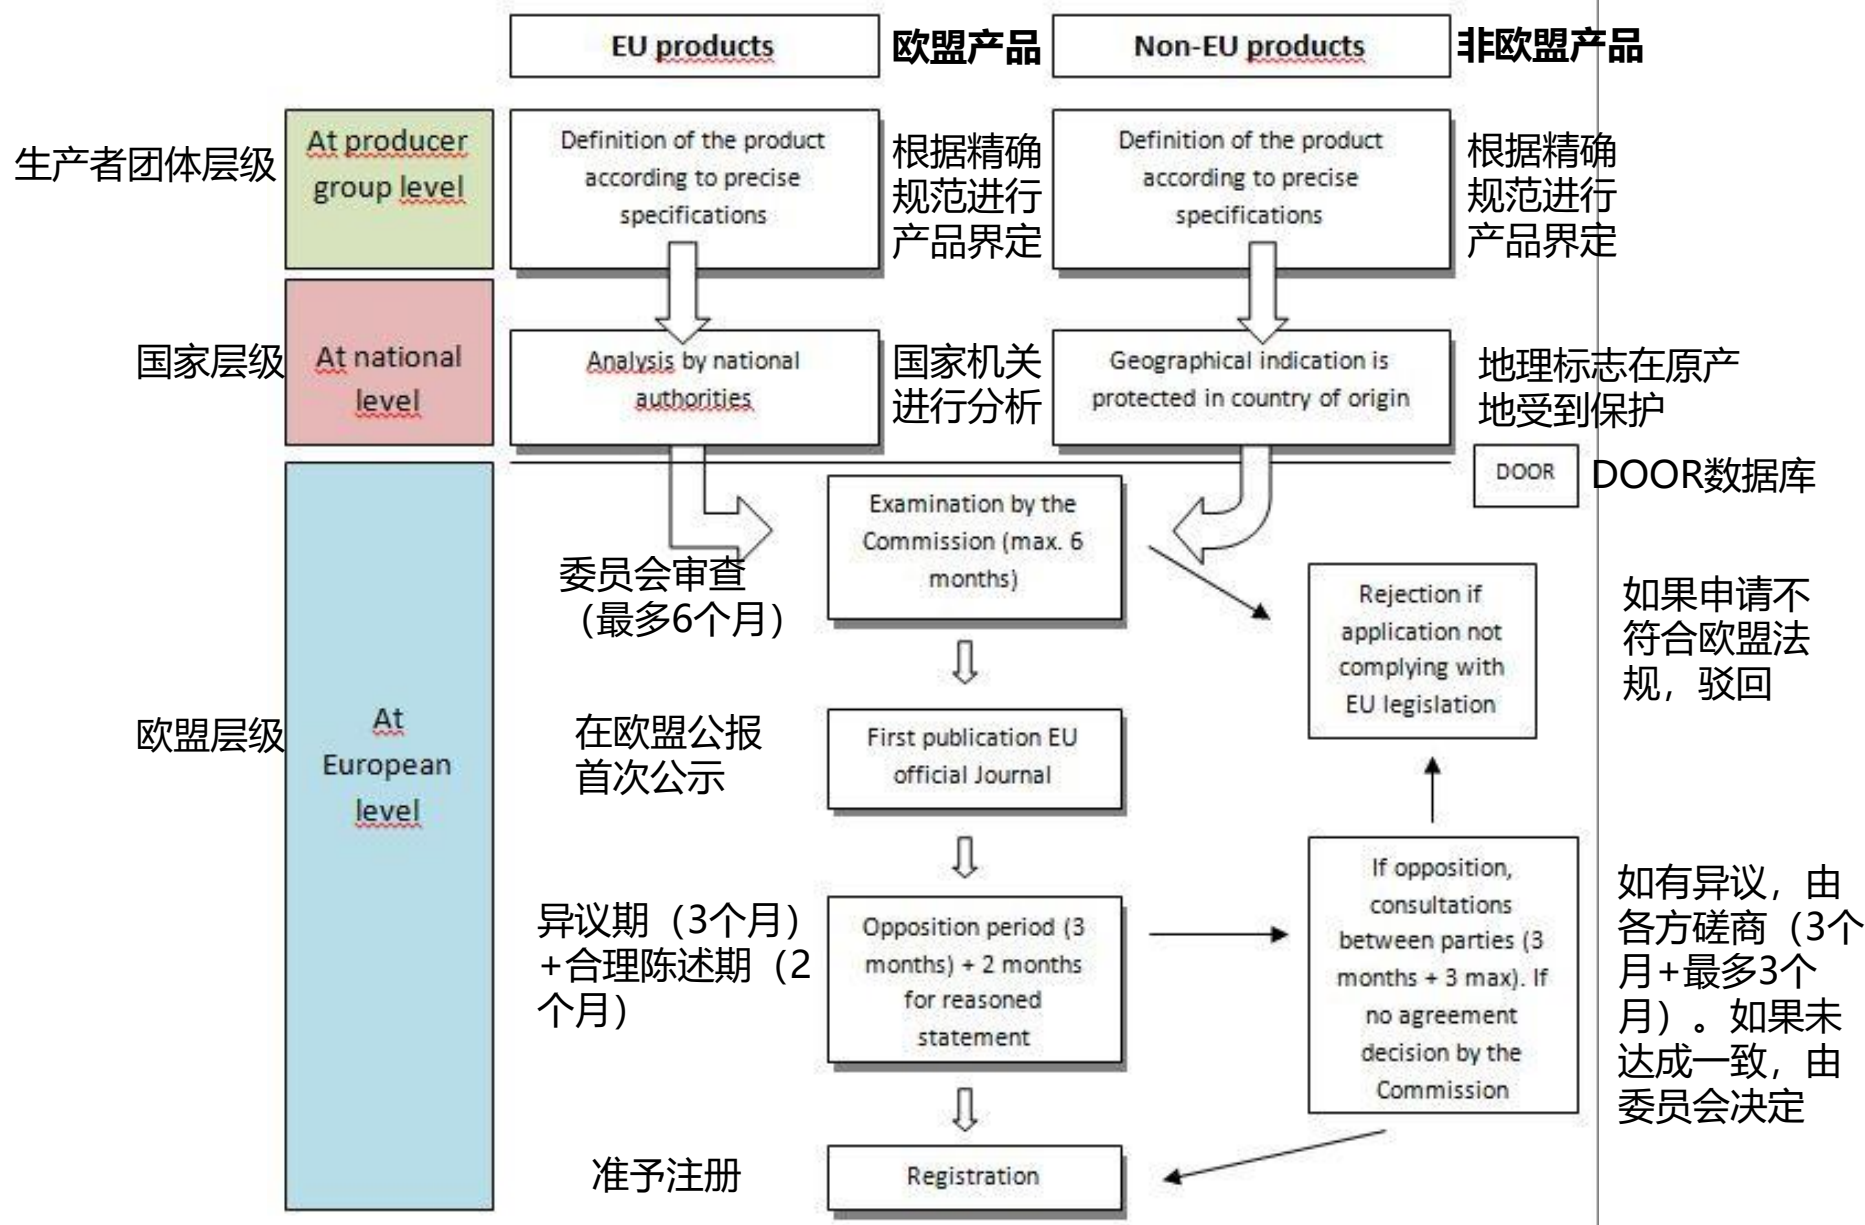 EU products
欧盟产品
Non-EU products
非欧盟产品
生产者团体层级
At producer
group level
Definition of the product
according to precise
specifications
根据精确
规范进行
产品界定
Definition of the product
according to precise
specifications
根据精确
规范进行
产品界定
国家层级
At national
level
Analysis by national
authorities
国家机关
进行分析
Geographical indication is
protected in country of origin
地理标志在原产
地受到保护
DOOR
DOOR数据库
欧盟层级
At
European
level
委员会审查
（最多6个月）
Examination by the
Commission (max. 6
months)
Rejection if
application not
complying with
EU legislation
如果申请不
符合欧盟法
规，驳回
在欧盟公报
首次公示
First publication EU
official Journal
异议期（3个月）
+合理陈述期（2
个月）
Opposition period (3
months) + 2 months
for reasoned
statement
If opposition,
consultations
between parties (3
months + 3 max). If
no agreement
decision by the
Commission
如有异议，由
各方磋商（3个
月+最多3个
月）。如果未
达成一致，由
委员会决定
准予注册
Registration